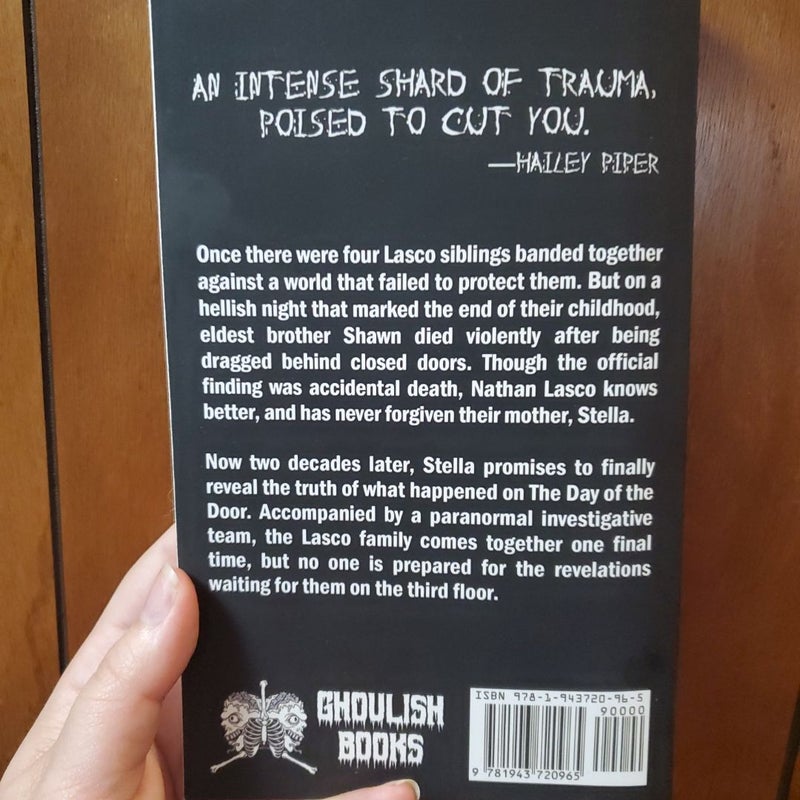 AN INTENSE SHARD OF TRAUMA,
POISED TO CUT YOU.
—HAILEY PIPER
Once there were four Lasco siblings banded together
against a world that failed to protect them. But on a
hellish night that marked the end of their childhood,
eldest brother Shawn died violently after being
dragged behind closed doors. Though the official
finding was accidental death, Nathan Lasco knows
better, and has never forgiven their mother, Stella.
Now two decades later, Stella promises to finally
reveal the truth of what happened on The Day of the
Door. Accompanied by a paranormal investigative
team, the Lasco family comes together one final
time, but no one is prepared for the revelations
waiting for them on the third floor.
GHOULISH
BOOKS
ISBN 978-1-943720-96-5
90000
9 781943 720965